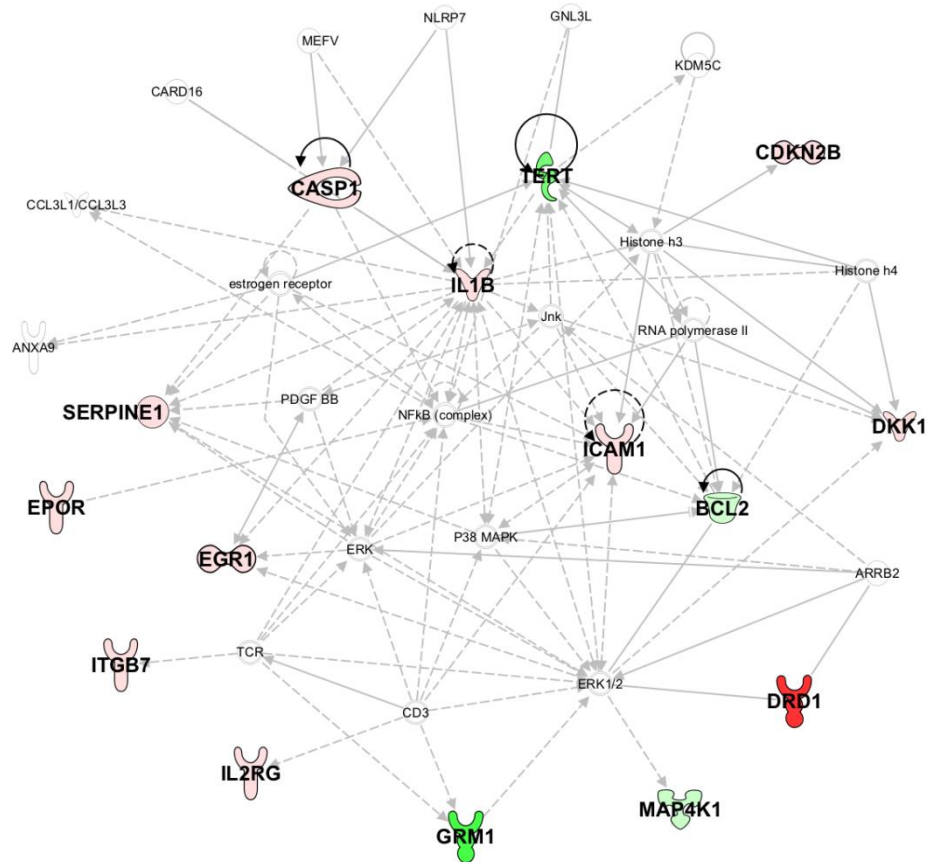 NLRP7
GNL3L
MEFV
KDM5C
CARD16
CDKN2B
TERT
CASP1
CCL3L1/CCL3L3
Histone h3
Histone h4
estrogen receptor
IL1B
Jnk
RNA polymerase II
ANXA9
PDGF BB
SERPINE1
NFkB (complex)
DKK1
ICAM1
EPOR
BCL2
P38 MAPK
ERK
EGR1
ARRB2
TCR
ITGB7
ERK1/2
DRD1
CD3
IL2RG
MAP4K1
GRM1